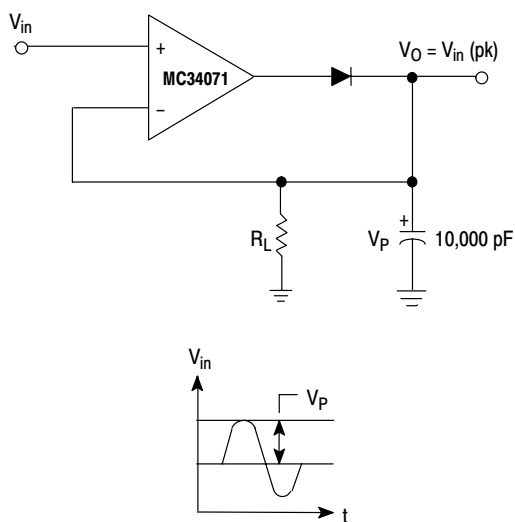 V_in
V_O = V_in (pk)
+
MC34071
−
+
R_L
V_P
10,000 pF
V_in
V_P
t